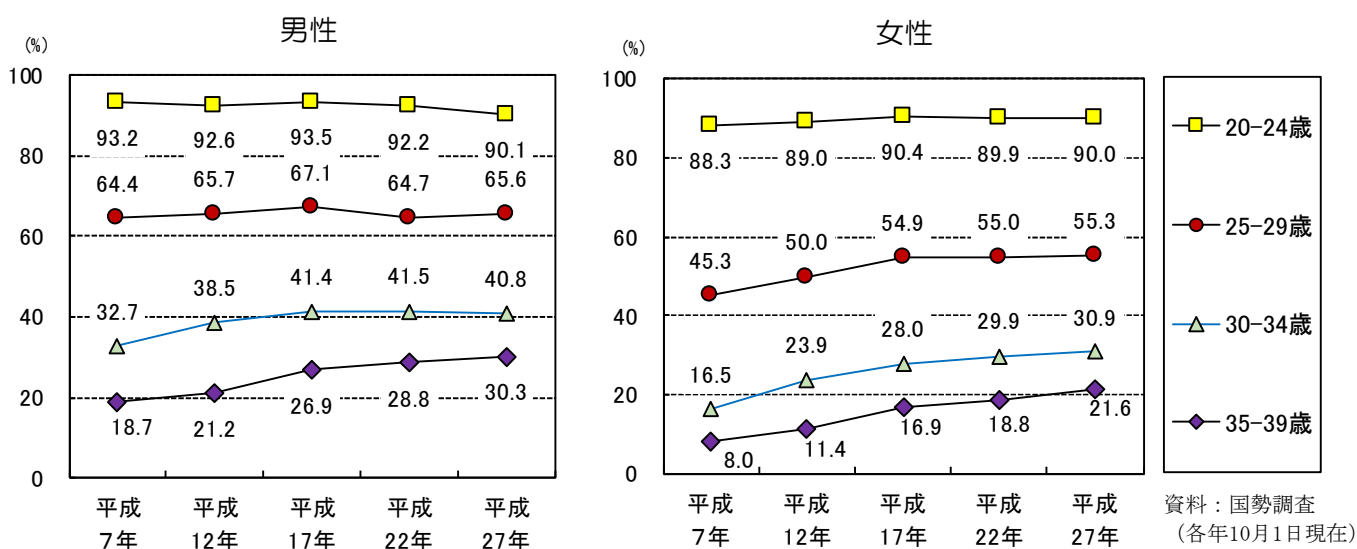 男性
(%)
100
80
60
40
20
0
93.2 92.6 93.5 92.2 90.1
64.4 65.7 67.1 64.7 65.6
32.7 38.5 41.4 41.5 40.8
18.7 21.2 26.9 28.8 30.3
平成 平成 平成 平成 平成
7年 12年 17年 22年 27年
女性
(%)
100
80
60
40
20
0
88.3 89.0 90.4 89.9 90.0
45.3 50.0 54.9 55.0 55.3
16.5 23.9 28.0 29.9 30.9
8.0 11.4 16.9 18.8 21.6
平成 平成 平成 平成 平成
7年 12年 17年 22年 27年
20-24歳
25-29歳
30-34歳
35-39歳
資料：国勢調査
（各年10月1日現在）